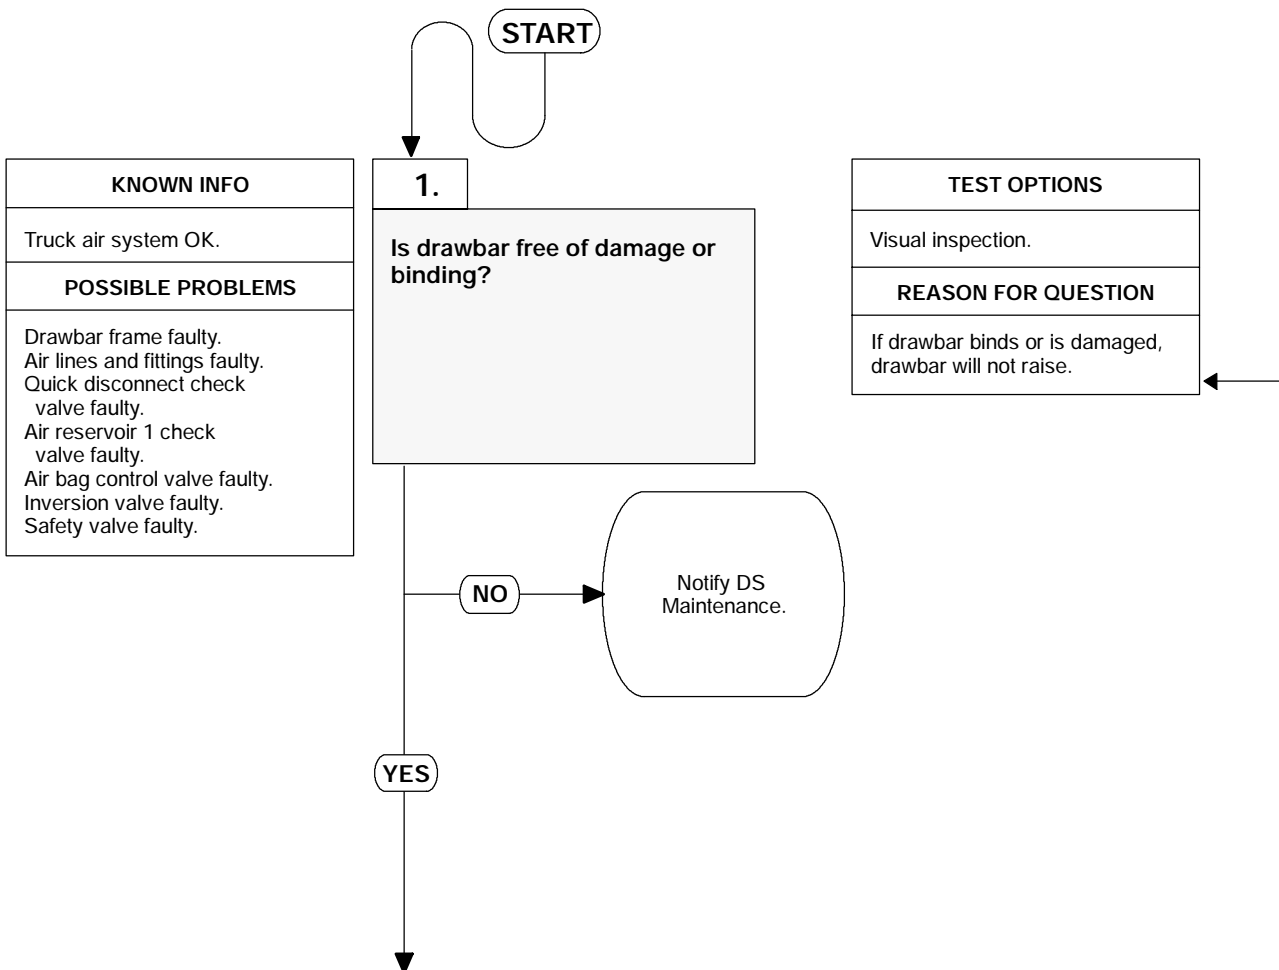 START
KNOWN INFO
Truck air system OK.
POSSIBLE PROBLEMS
Drawbar frame faulty.
Air lines and fittings faulty.
Quick disconnect check
valve faulty.
Air reservoir 1 check
valve faulty.
Air bag control valve faulty.
Inversion valve faulty.
Safety valve faulty.
1.
Is drawbar free of damage or
binding?
TEST OPTIONS
Visual inspection.
REASON FOR QUESTION
If drawbar binds or is damaged,
drawbar will not raise.
NO
Notify DS
Maintenance.
YES